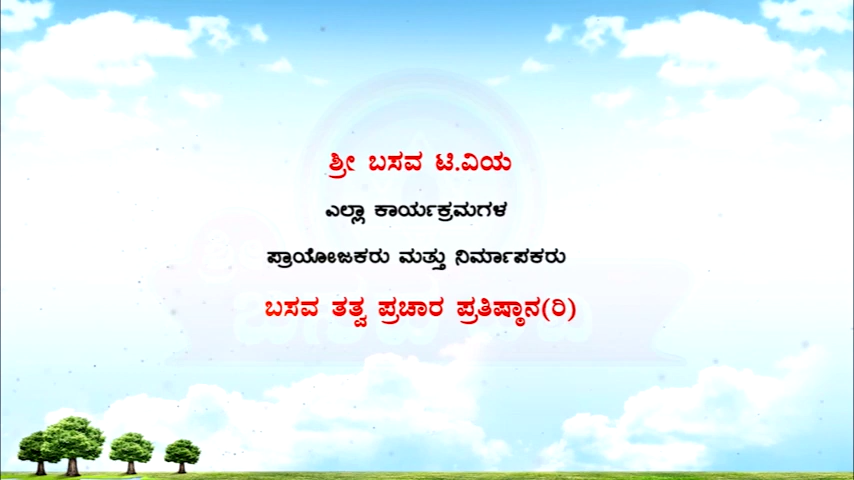 ಶ್ರೀ ಬಸವ ಟಿ.ವಿಯ
ಎಲ್ಲಾ ಕಾರ್ಯಕ್ರಮಗಳ
ಪ್ರಾಯೋಜಕರು ಮತ್ತು ನಿರ್ಮಾಪಕರು
ಬಸವ ತತ್ವ ಪ್ರಚಾರ ಪ್ರತಿಷ್ಠಾನ(ರಿ)